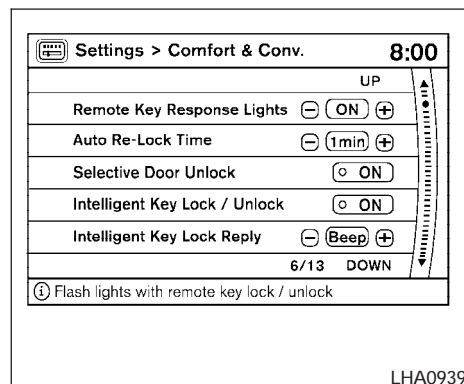 Settings > Comfort & Conv. 8:00
UP
Remote Key Response Lights − ON +
Auto Re-Lock Time − 1min +
Selective Door Unlock ON
Intelligent Key Lock / Unlock ON
Intelligent Key Lock Reply − Beep +
6/13 DOWN
i Flash lights with remote key lock / unlock
LHA0939